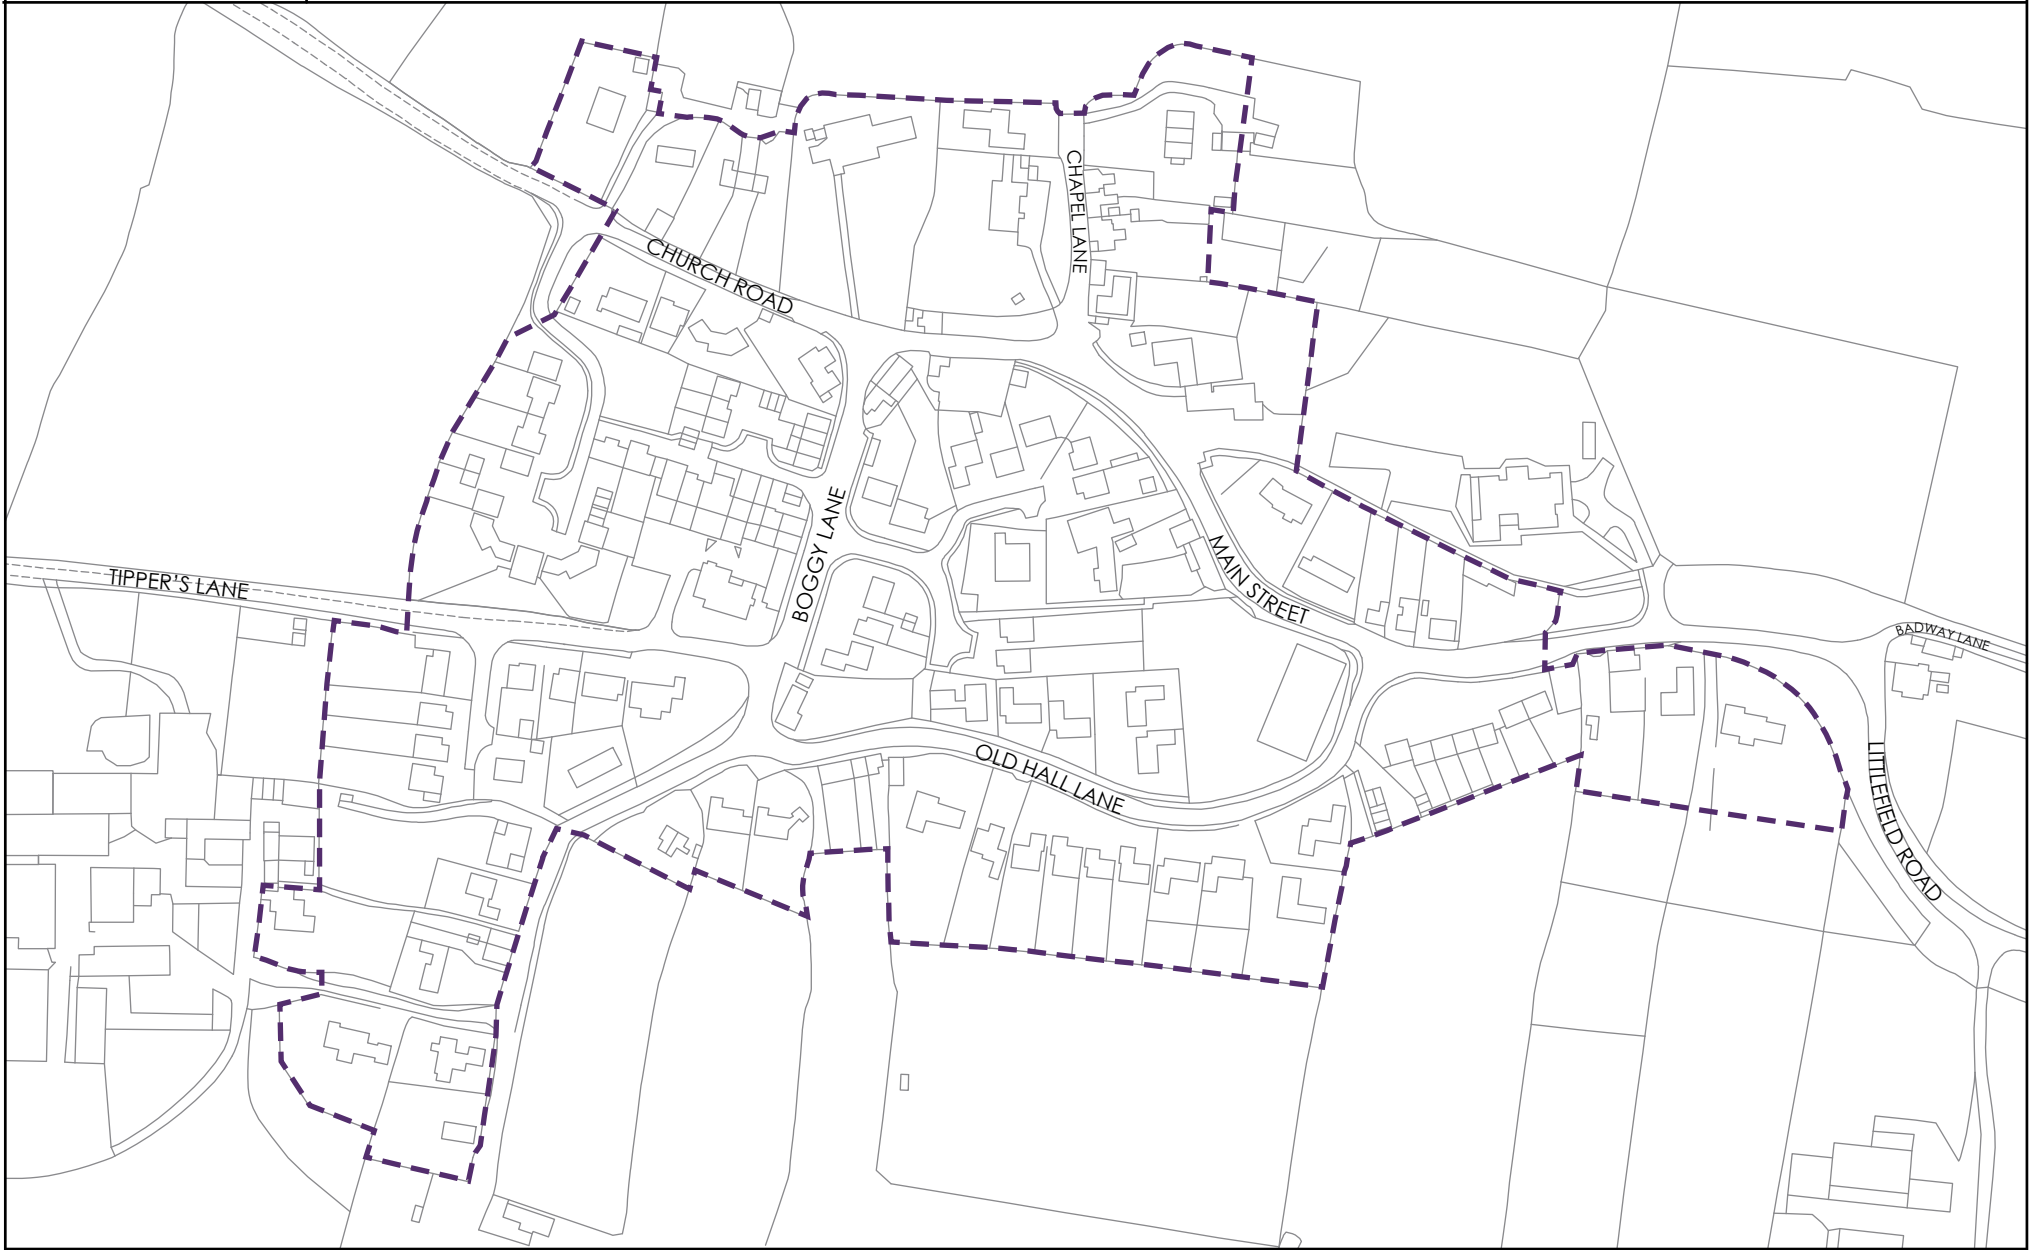 CHAPEL LANE
CHURCH ROAD
BOGGY LANE
TIPPER'S LANE
MAIN STREET
BADWAY LANE
OLD HALL LANE
LITTLEFIELD ROAD